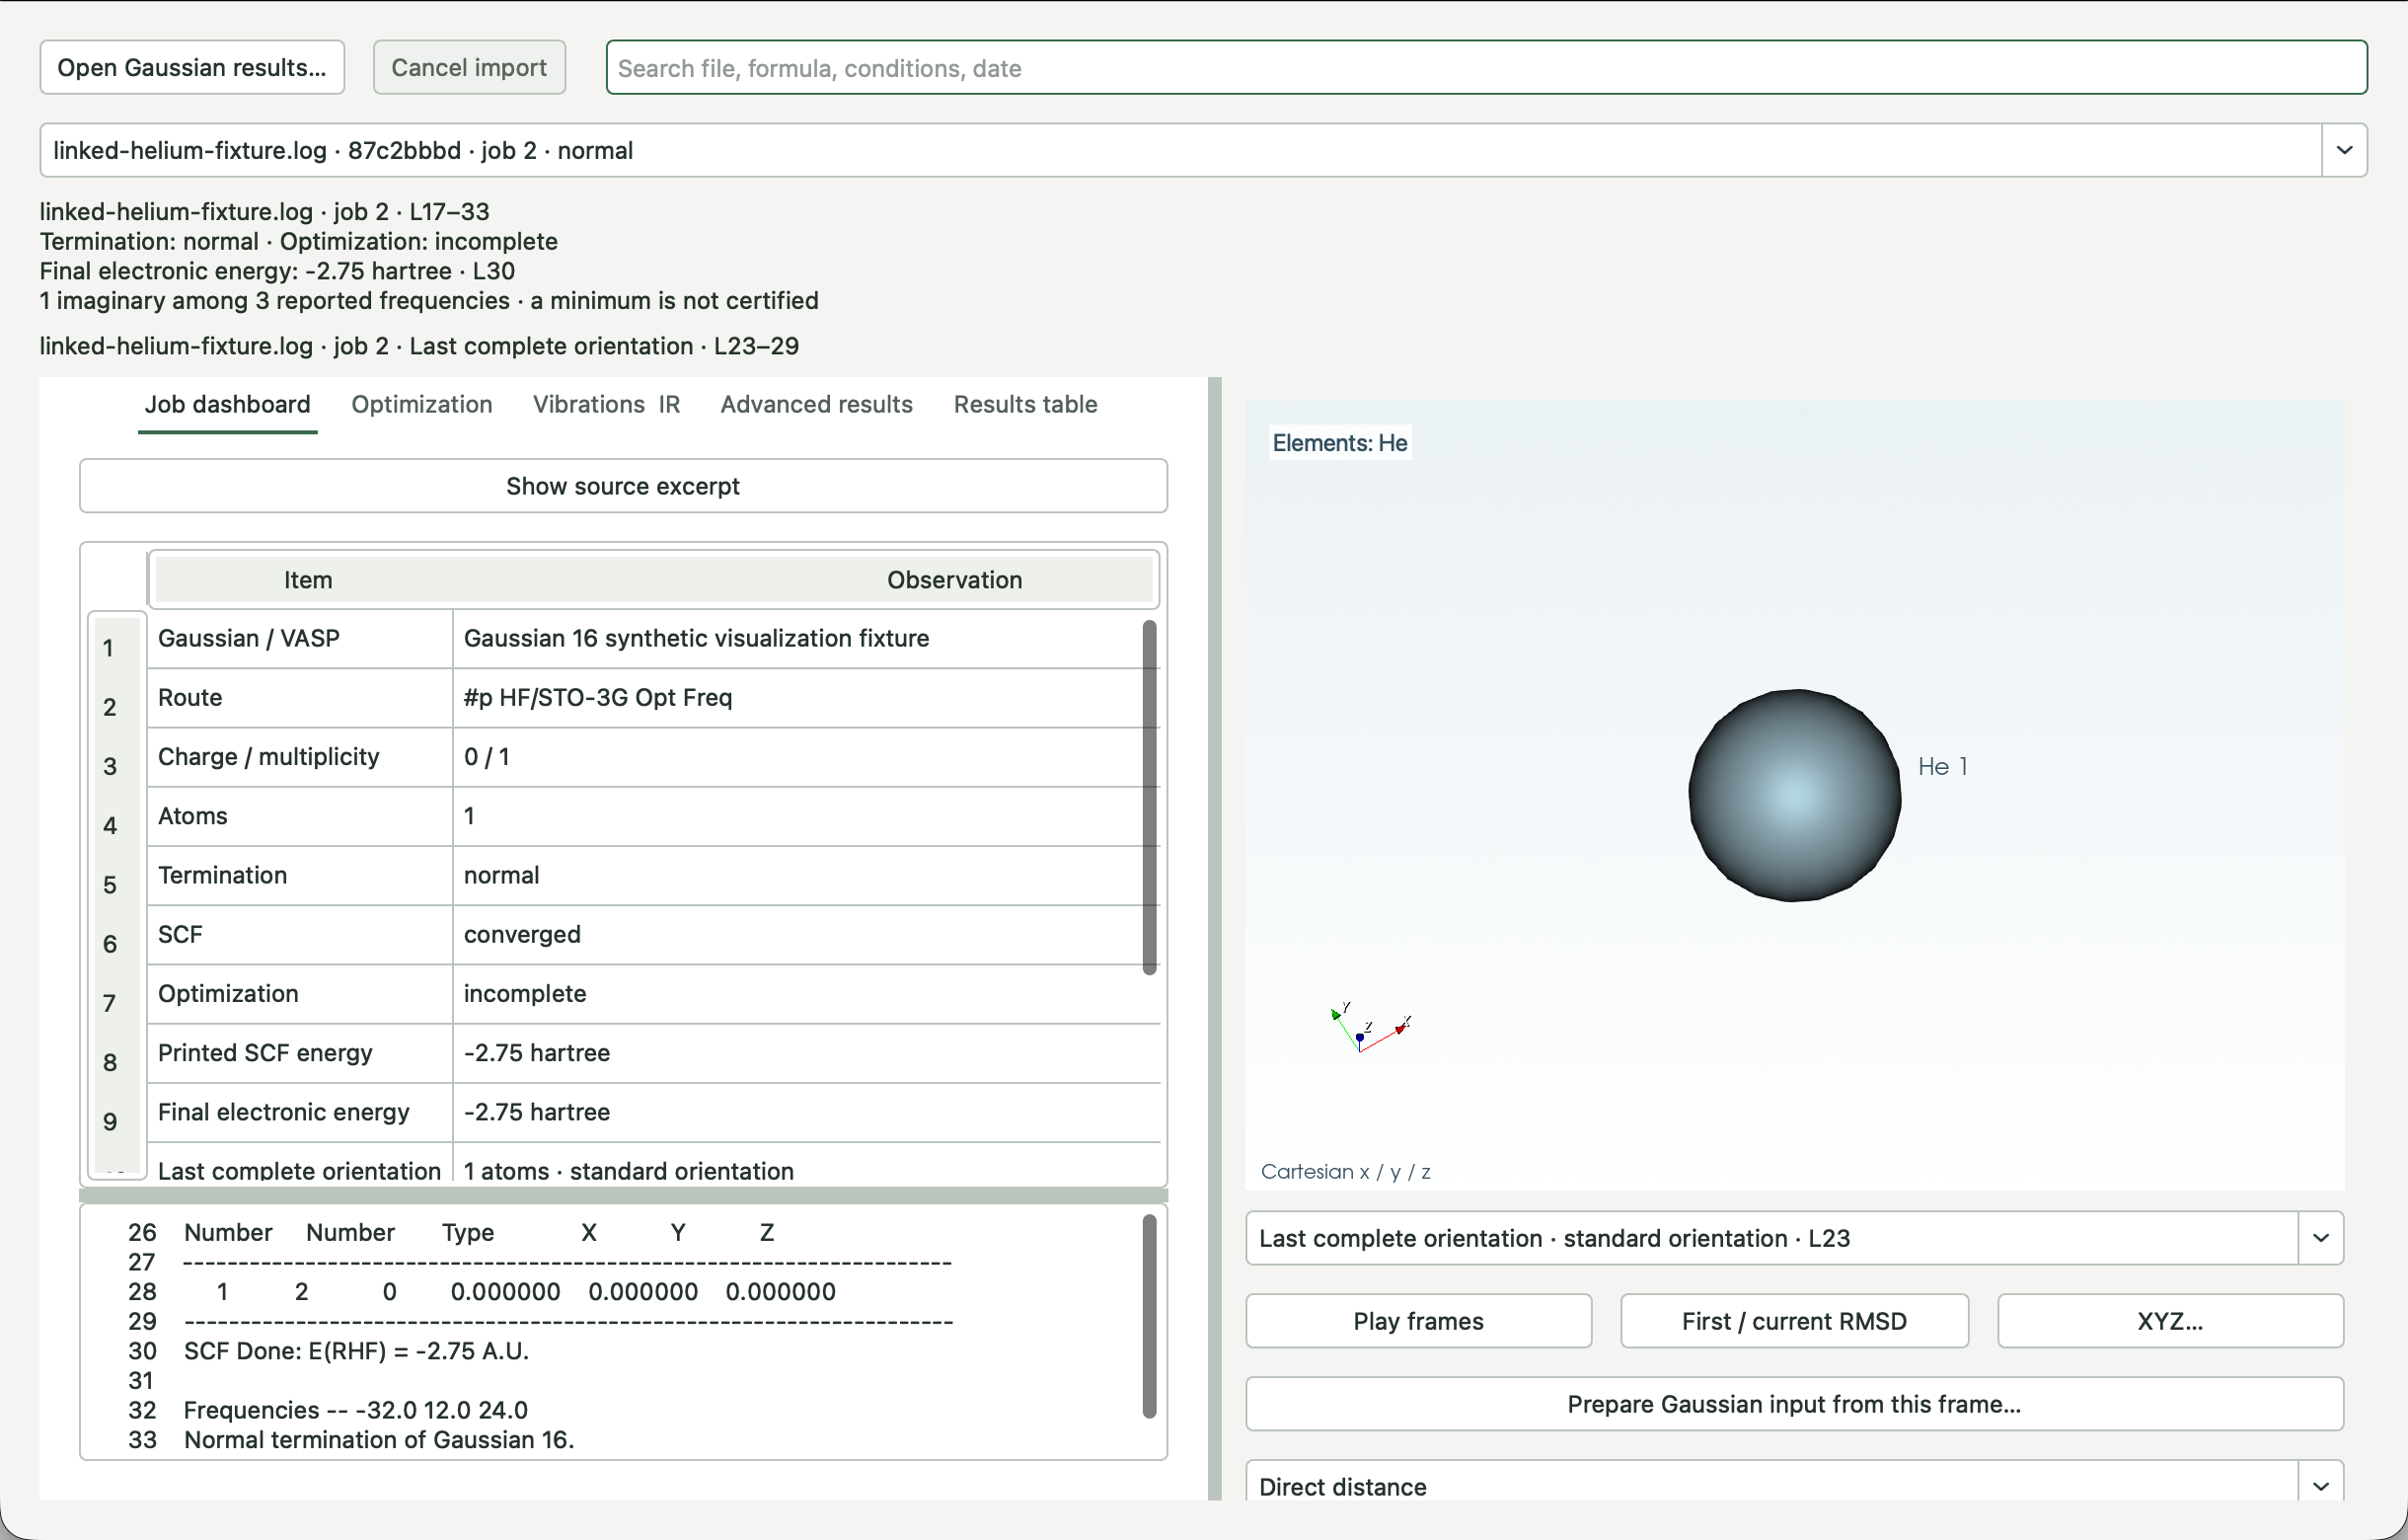 Open Gaussian results...
Cancel import
Search file, formula, conditions, date
linked-helium-fixture.log · 87c2bbbd · job 2 · normal
linked-helium-fixture.log · job 2 · L17–33
Termination: normal · Optimization: incomplete
Final electronic energy: -2.75 hartree · L30
1 imaginary among 3 reported frequencies · a minimum is not certified
linked-helium-fixture.log · job 2 · Last complete orientation · L23–29
Job dashboard Optimization Vibrations IR Advanced results Results table
Show source excerpt
Item Observation
1 Gaussian / VASP Gaussian 16 synthetic visualization fixture
2 Route #p HF/STO-3G Opt Freq
3 Charge / multiplicity 0 / 1
4 Atoms 1
5 Termination normal
6 SCF converged
7 Optimization incomplete
8 Printed SCF energy -2.75 hartree
9 Final electronic energy -2.75 hartree
Last complete orientation 1 atoms · standard orientation
26 Number Number Type X Y Z
27 ---------------------------------------------------------------------
28 1 2 0 0.000000 0.000000 0.000000
29 ---------------------------------------------------------------------
30 SCF Done: E(RHF) = -2.75 A.U.
31
32 Frequencies -- -32.0 12.0 24.0
33 Normal termination of Gaussian 16.
Elements: He
He 1
Y Z X
Cartesian x / y / z
Last complete orientation · standard orientation · L23
Play frames
First / current RMSD
XYZ...
Prepare Gaussian input from this frame...
Direct distance